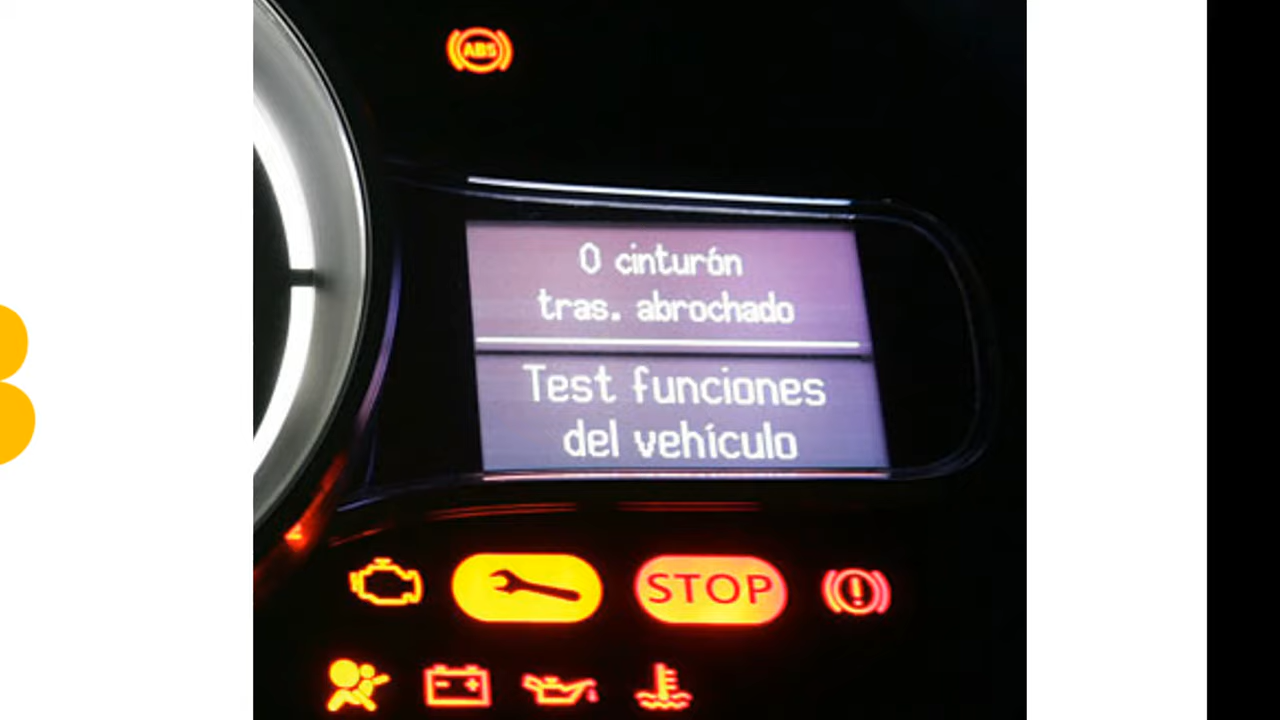 ABS
0 cinturón
tras. abrochado
Test funciones
del vehículo
STOP